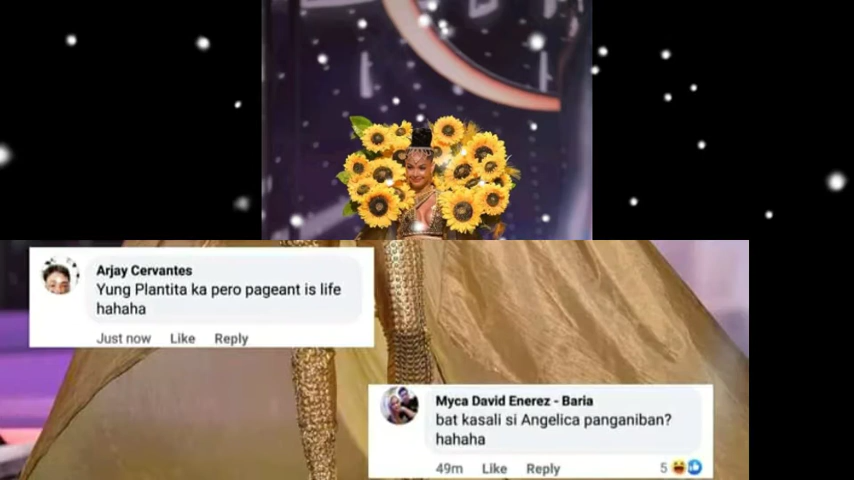 Arjay Cervantes
Yung Plantita ka pero pageant is life
hahaha
Just now Like Reply
Myca David Enerez - Baria
bat kasali si Angelica panganiban?
hahaha
49m Like Reply 5